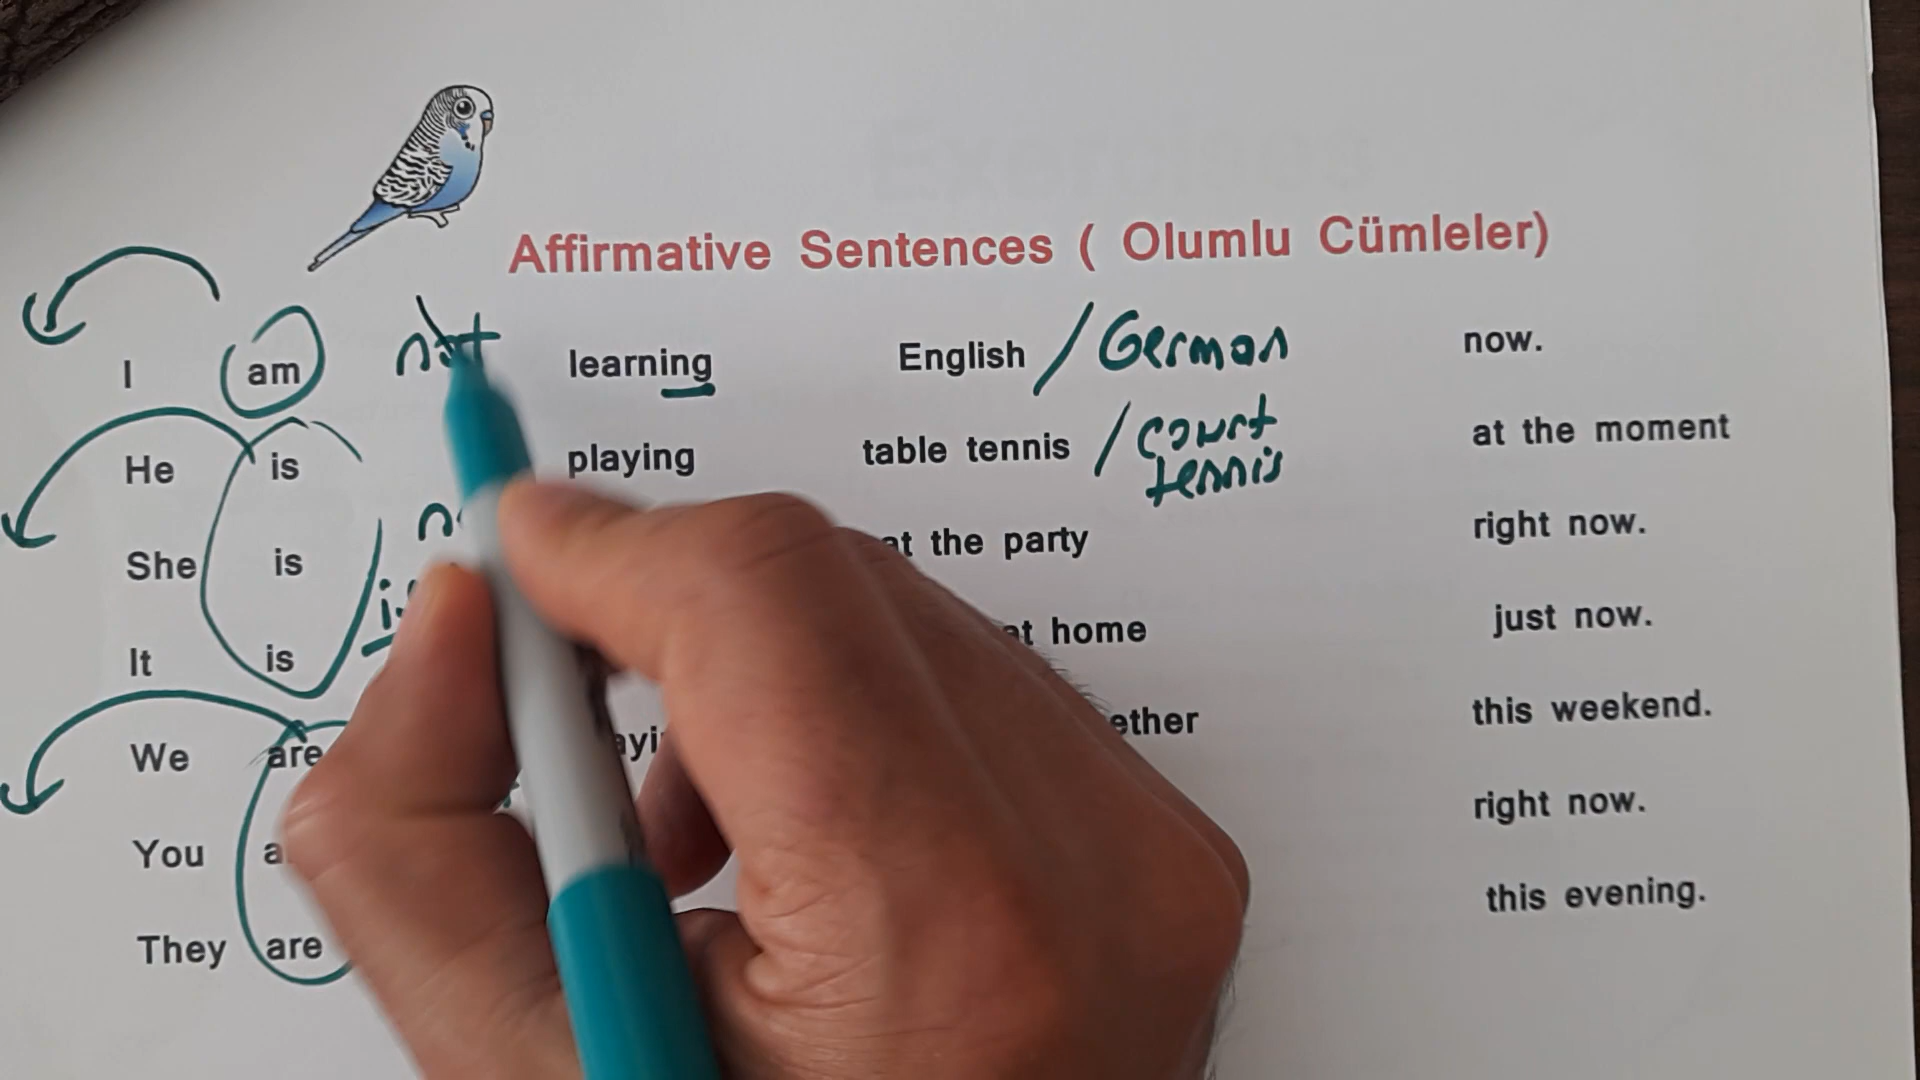 Affirmative Sentences ( Olumlu Cümleler)
I am not learning English / German now.
He is playing table tennis / court tennis at the moment
She is at the party right now.
It is at home just now.
We are this weekend.
You right now.
They are this evening.